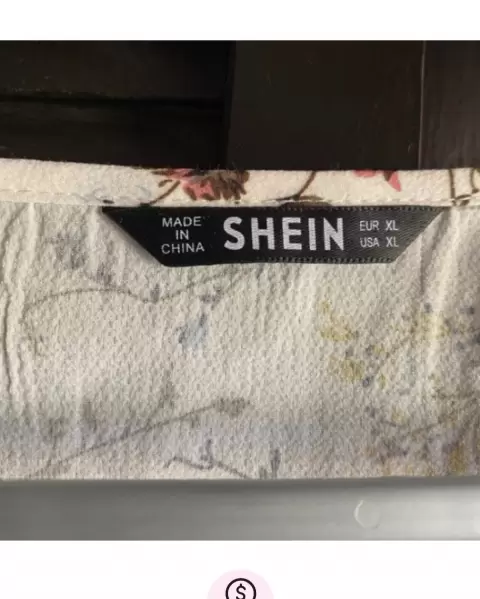 MADE
IN
CHINA
SHEIN
EUR XL
USA XL
$